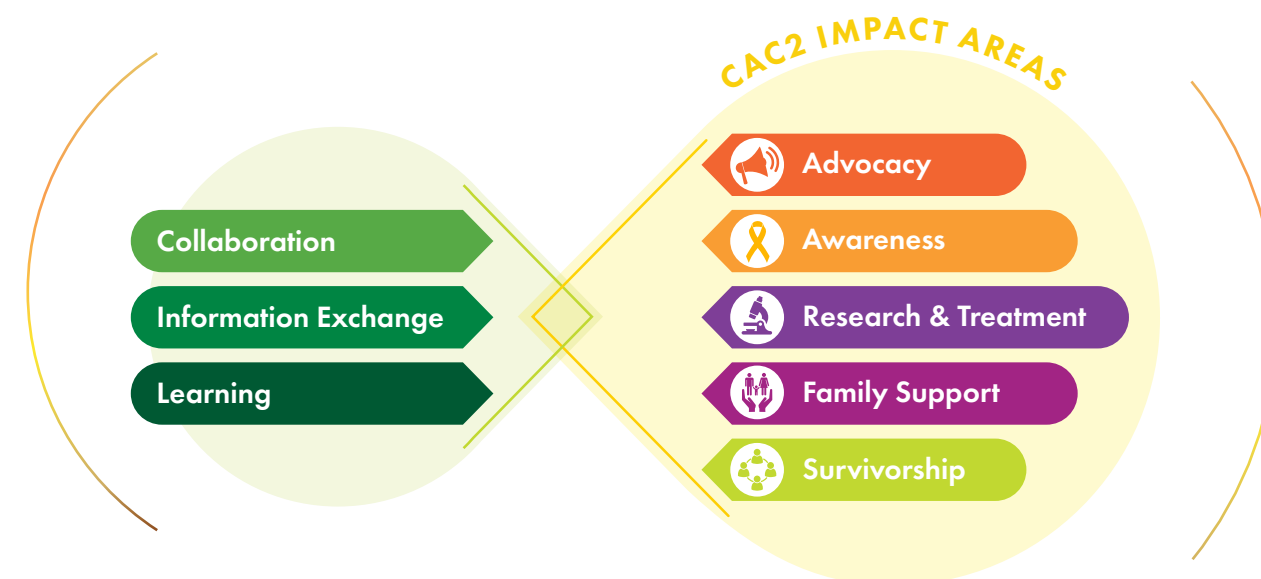 CAC2 IMPACT AREAS
Collaboration
Information Exchange
Learning
Advocacy
Awareness
Research & Treatment
Family Support
Survivorship